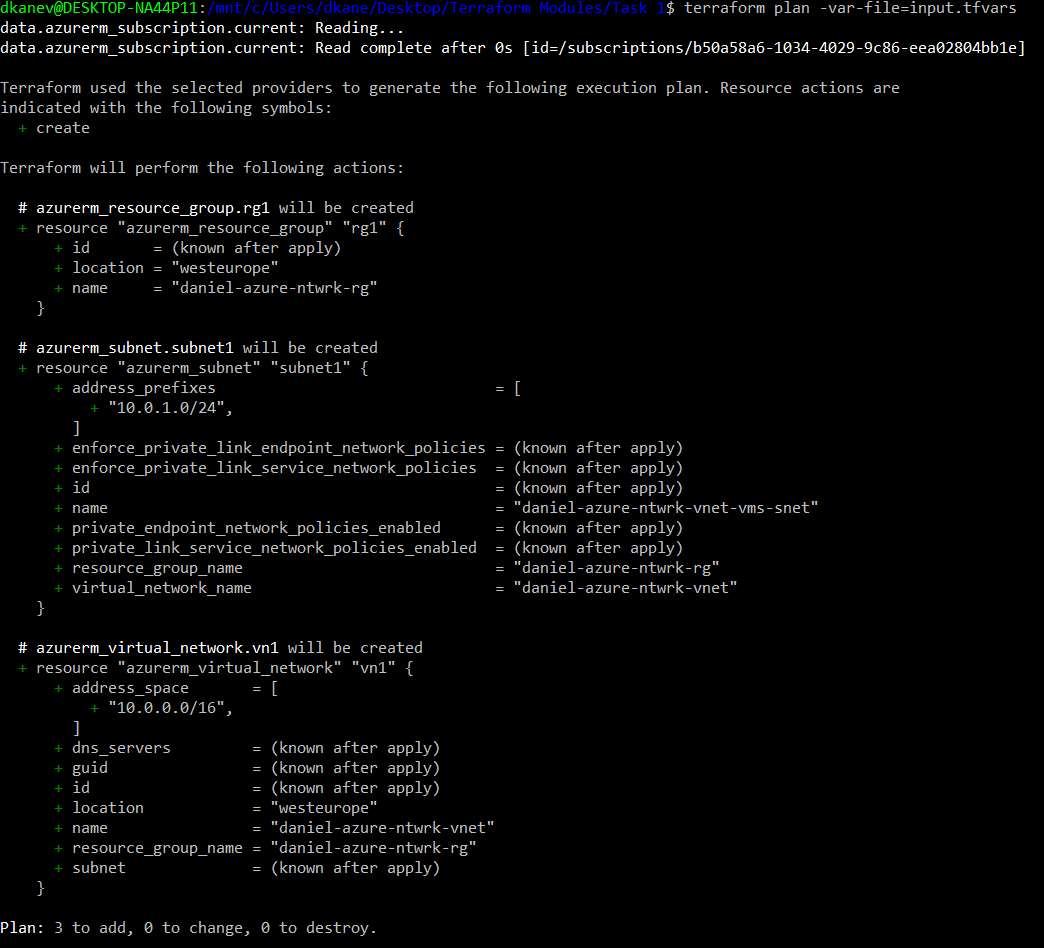 dkanev@DESKTOP-NA44P11:/mnt/c/Users/dkane/Desktop/Terraform Modules/Task 1$ terraform plan -var-file=input.tfvars
data.azurerm_subscription.current: Reading...
data.azurerm_subscription.current: Read complete after 0s [id=/subscriptions/b50a58a6-1034-4029-9c86-eea02804bb1e]

Terraform used the selected providers to generate the following execution plan. Resource actions are
indicated with the following symbols:
  + create

Terraform will perform the following actions:

  # azurerm_resource_group.rg1 will be created
  + resource "azurerm_resource_group" "rg1" {
      + id       = (known after apply)
      + location = "westeurope"
      + name     = "daniel-azure-ntwrk-rg"
    }

  # azurerm_subnet.subnet1 will be created
  + resource "azurerm_subnet" "subnet1" {
      + address_prefixes                               = [
          + "10.0.1.0/24",
        ]
      + enforce_private_link_endpoint_network_policies = (known after apply)
      + enforce_private_link_service_network_policies  = (known after apply)
      + id                                             = (known after apply)
      + name                                           = "daniel-azure-ntwrk-vnet-vms-snet"
      + private_endpoint_network_policies_enabled      = (known after apply)
      + private_link_service_network_policies_enabled  = (known after apply)
      + resource_group_name                            = "daniel-azure-ntwrk-rg"
      + virtual_network_name                           = "daniel-azure-ntwrk-vnet"
    }

  # azurerm_virtual_network.vn1 will be created
  + resource "azurerm_virtual_network" "vn1" {
      + address_space       = [
          + "10.0.0.0/16",
        ]
      + dns_servers         = (known after apply)
      + guid                = (known after apply)
      + id                  = (known after apply)
      + location            = "westeurope"
      + name                = "daniel-azure-ntwrk-vnet"
      + resource_group_name = "daniel-azure-ntwrk-rg"
      + subnet              = (known after apply)
    }

Plan: 3 to add, 0 to change, 0 to destroy.